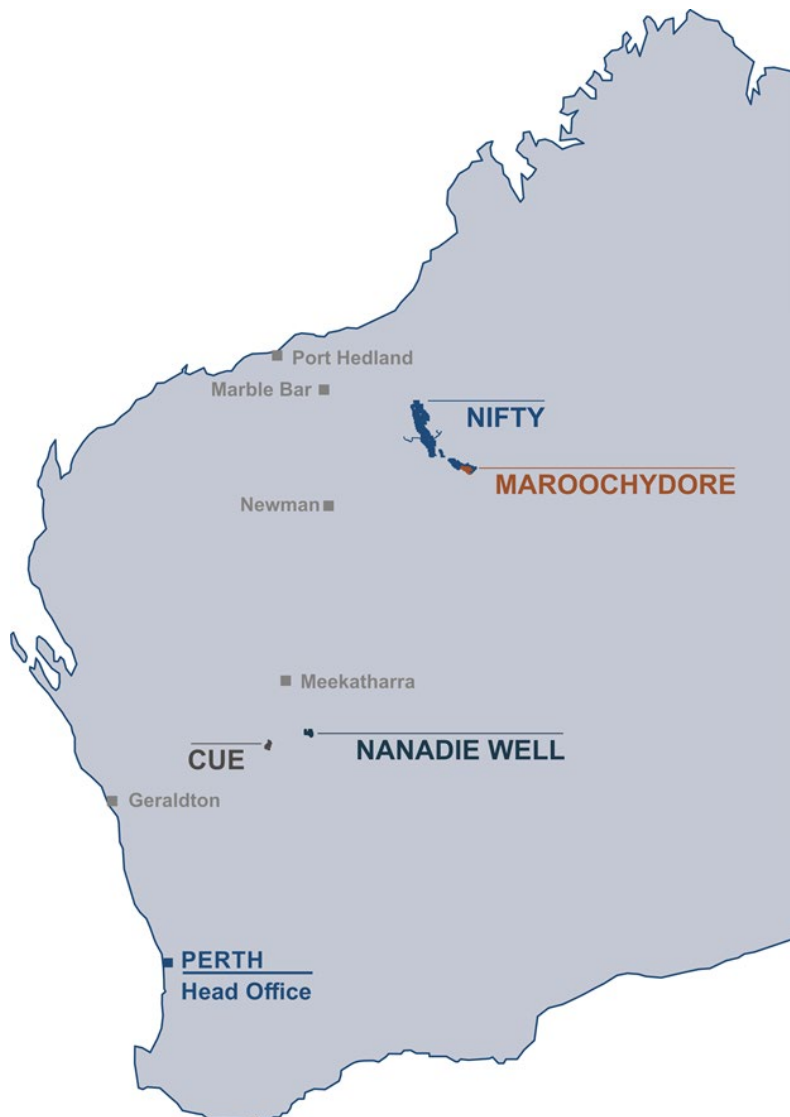 Port Hedland
Marble Bar
NIFTY
MAROOCHYDORE
Newman
Meekatharra
CUE
NANADIE WELL
Geraldton
PERTH
Head Office